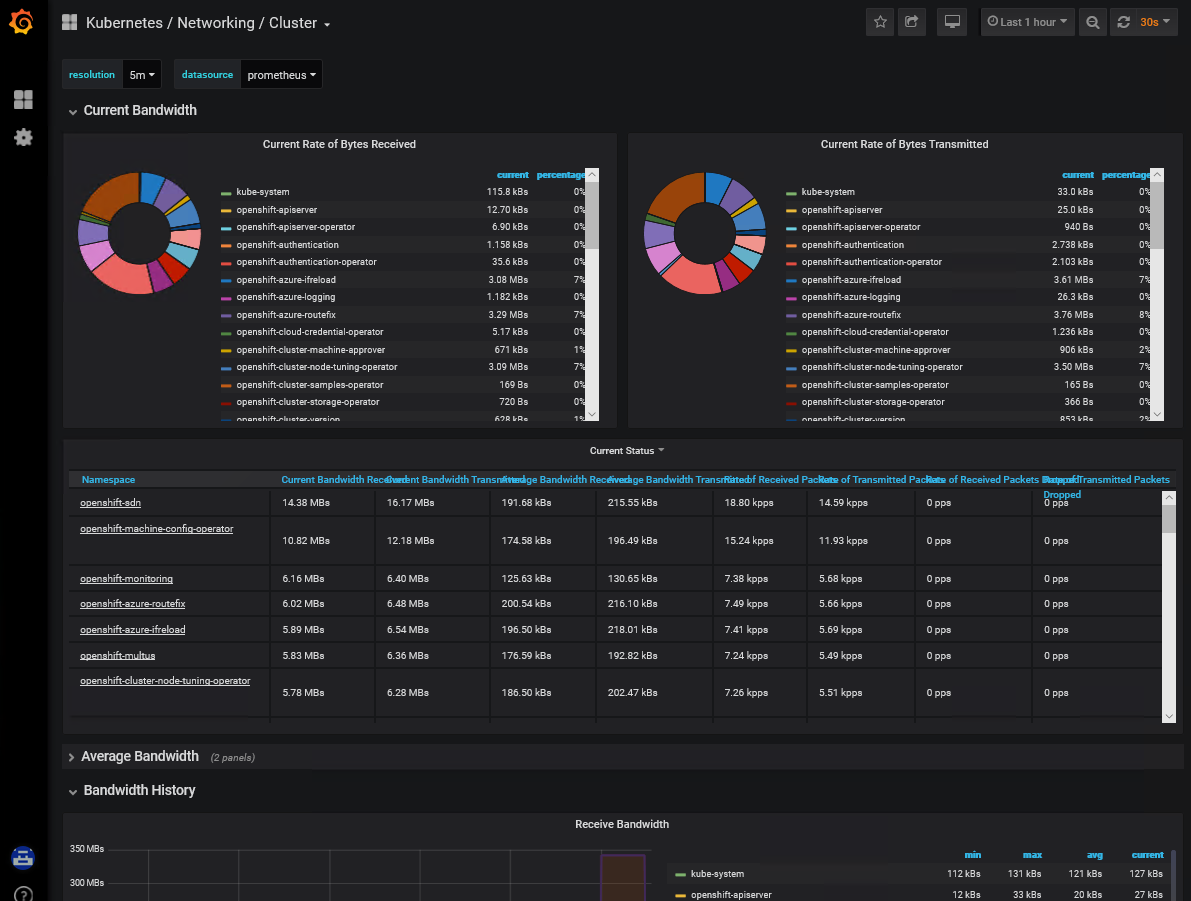 Kubernetes / Networking / Cluster
Last 1 hour
30s
resolution 5m datasource prometheus
Current Bandwidth
Current Rate of Bytes Received
current percentage
kube-system 115.8 kBs 0%
openshift-apiserver 12.70 kBs 0%
openshift-apiserver-operator 6.90 kBs 0%
openshift-authentication 1.158 kBs 0%
openshift-authentication-operator 35.6 kBs 0%
openshift-azure-ifreload 3.08 MBs 7%
openshift-azure-logging 1.182 kBs 0%
openshift-azure-routefix 3.29 MBs 7%
openshift-cloud-credential-operator 5.17 kBs 0%
openshift-cluster-machine-approver 671 kBs 1%
openshift-cluster-node-tuning-operator 3.09 MBs 7%
openshift-cluster-samples-operator 169 Bs 0%
openshift-cluster-storage-operator 720 Bs 0%
openshift-cluster-version 628 kBs 1%
Current Rate of Bytes Transmitted
current percentage
kube-system 33.0 kBs 0%
openshift-apiserver 25.0 kBs 0%
openshift-apiserver-operator 940 Bs 0%
openshift-authentication 2.738 kBs 0%
openshift-authentication-operator 2.103 kBs 0%
openshift-azure-ifreload 3.61 MBs 7%
openshift-azure-logging 26.3 kBs 0%
openshift-azure-routefix 3.76 MBs 8%
openshift-cloud-credential-operator 1.236 kBs 0%
openshift-cluster-machine-approver 906 kBs 2%
openshift-cluster-node-tuning-operator 3.50 MBs 7%
openshift-cluster-samples-operator 165 Bs 0%
openshift-cluster-storage-operator 366 Bs 0%
openshift-cluster-version 853 kBs 2%
Current Status
Namespace Current Bandwidth Received Current Bandwidth Transmitted Average Bandwidth Received Average Bandwidth Transmitted Rate of Received Packets Rate of Transmitted Packets Rate of Received Packets Dropped Rate of Transmitted Packets
Dropped
openshift-sdn 14.38 MBs 16.17 MBs 191.68 kBs 215.55 kBs 18.80 kpps 14.59 kpps 0 pps 0 pps
openshift-machine-config-operator 10.82 MBs 12.18 MBs 174.58 kBs 196.49 kBs 15.24 kpps 11.93 kpps 0 pps 0 pps
openshift-monitoring 6.16 MBs 6.40 MBs 125.63 kBs 130.65 kBs 7.38 kpps 5.68 kpps 0 pps 0 pps
openshift-azure-routefix 6.02 MBs 6.48 MBs 200.54 kBs 216.10 kBs 7.49 kpps 5.66 kpps 0 pps 0 pps
openshift-azure-ifreload 5.89 MBs 6.54 MBs 196.50 kBs 218.01 kBs 7.41 kpps 5.69 kpps 0 pps 0 pps
openshift-multus 5.83 MBs 6.36 MBs 176.59 kBs 192.82 kBs 7.24 kpps 5.49 kpps 0 pps 0 pps
openshift-cluster-node-tuning-operator 5.78 MBs 6.28 MBs 186.50 kBs 202.47 kBs 7.26 kpps 5.51 kpps 0 pps 0 pps
Average Bandwidth (2 panels)
Bandwidth History
Receive Bandwidth
350 MBs
300 MBs
min max avg current
kube-system 112 kBs 131 kBs 121 kBs 127 kBs
openshift-apiserver 12 kBs 33 kBs 20 kBs 27 kBs